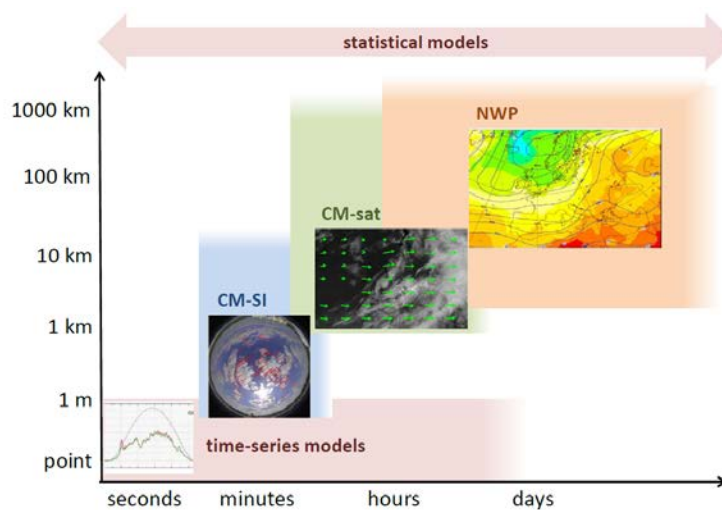 statistical models
1000 km
NWP
100 km
CM-sat
10 km
CM-SI
1 km
1 m
time-series models
point
seconds
minutes
hours
days